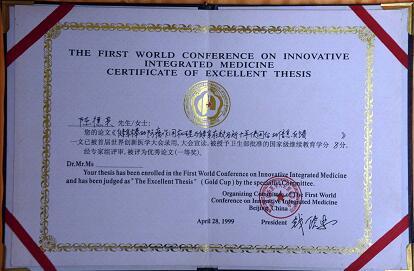 THE FIRST WORLD CONFERENCE ON INNOVATIVE
INTEGRATED MEDICINE
CERTIFICATE OF EXCELLENT THESIS
先生/女士:
您的论文《
》
一文已被首届世界创新医学大会录用,大会宣读,被授予卫生部批准的国家级继续教育学分8分,
经专家组评审,被评为优秀论文(一等奖)。
Dr.Mr.Ms
Your thesis has been enrolled in the First World Conference on Innovative Integrated Medicine
and has been judged as "The Excellent Thesis" (Gold Cup) by the specialist Committee.
Organizing Committee of The First World
Conference on Innovative Integrated Medicine
Beijing, China
April 28, 1999
President